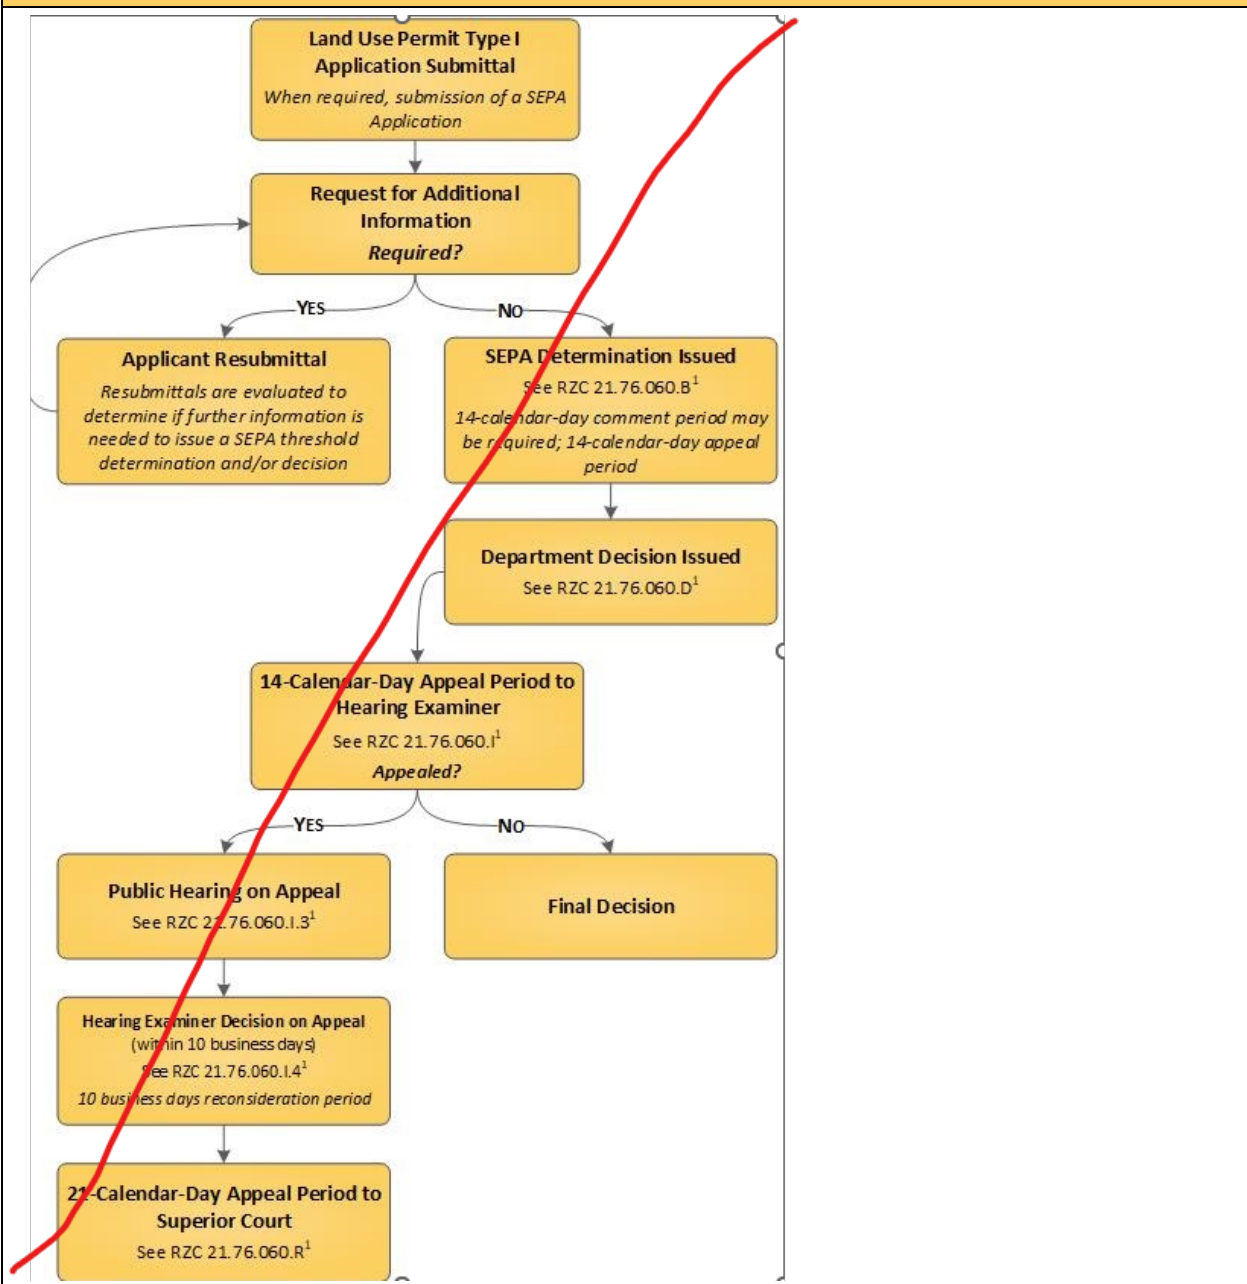 Land Use Permit Type I
Application Submittal
When required, submission of a SEPA
Application
Request for Additional
Information
Required?
YES
NO
Applicant Resubmittal
Resubmittals are evaluated to
determine if further information is
needed to issue a SEPA threshold
determination and/or decision
SEPA Determination Issued
See RZC 21.76.060.B¹
14-calendar-day comment period may
be required; 14-calendar-day appeal
period
Department Decision Issued
See RZC 21.76.060.D¹
14-Calendar-Day Appeal Period to
Hearing Examiner
See RZC 21.76.060.I¹
Appealed?
YES
NO
Public Hearing on Appeal
See RZC 21.76.060.I.3¹
Final Decision
Hearing Examiner Decision on Appeal
(within 10 business days)
See RZC 21.76.060.I.4¹
10 business days reconsideration period
21-Calendar-Day Appeal Period to
Superior Court
See RZC 21.76.060.R¹